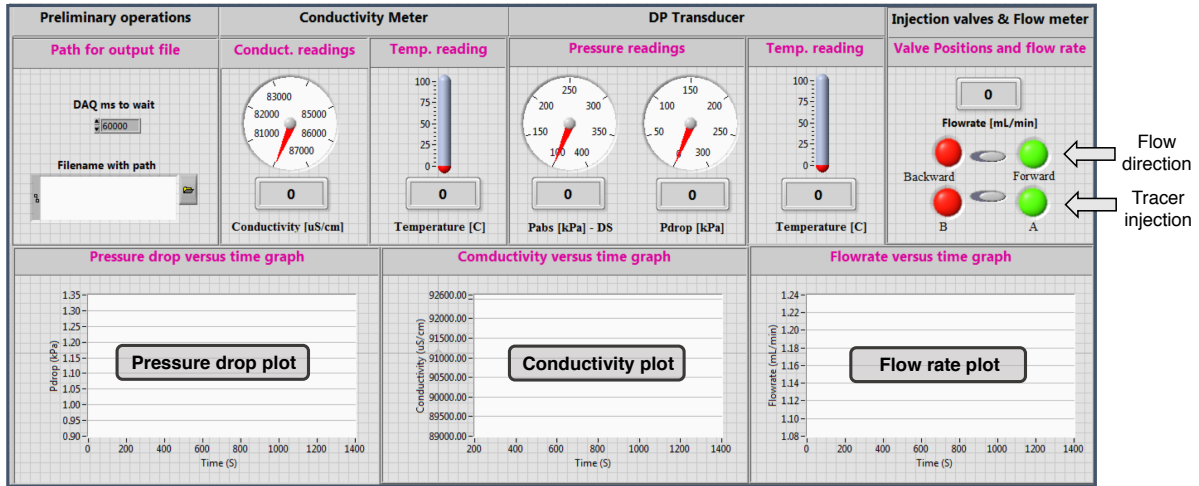 Preliminary operations
Conductivity Meter
DP Transducer
Injection valves & Flow meter
Path for output file
Conduct. readings
Temp. reading
Pressure readings
Temp. reading
Valve Positions and flow rate
DAQ ms to wait
60000
Filename with path
83000
82000 85000
81000 86000
87000
0
Conductivity [uS/cm]
100
75
50
25
0
0
Temperature [C]
250
200 300
150 350
100 400
0
Pabs [kPa] - DS
150
100 200
50 250
0 300
0
Pdrop [kPa]
100
75
50
25
0
0
Temperature [C]
0
Flowrate [mL/min]
Backward Forward
B A
Flow
direction
Tracer
injection
Pressure drop versus time graph
1.35
1.30
1.25
1.20
1.15
1.10
1.05
1.00
0.95
0.90
Pdrop (kPa)
Pressure drop plot
0 200 400 600 800 1000 1200 1400
Time (S)
Comductivity versus time graph
92600.00
92000.00
91500.00
91000.00
90500.00
90000.00
89500.00
89000.00
Conductivity (uS/cm)
Conductivity plot
200 400 600 800 1000 1200 1400
Time (S)
Flowrate versus time graph
1.24
1.22
1.20
1.18
1.16
1.14
1.12
1.10
1.08
Flowrate (mL/min)
Flow rate plot
0 200 400 600 800 1000 1200 1400
Time (S)